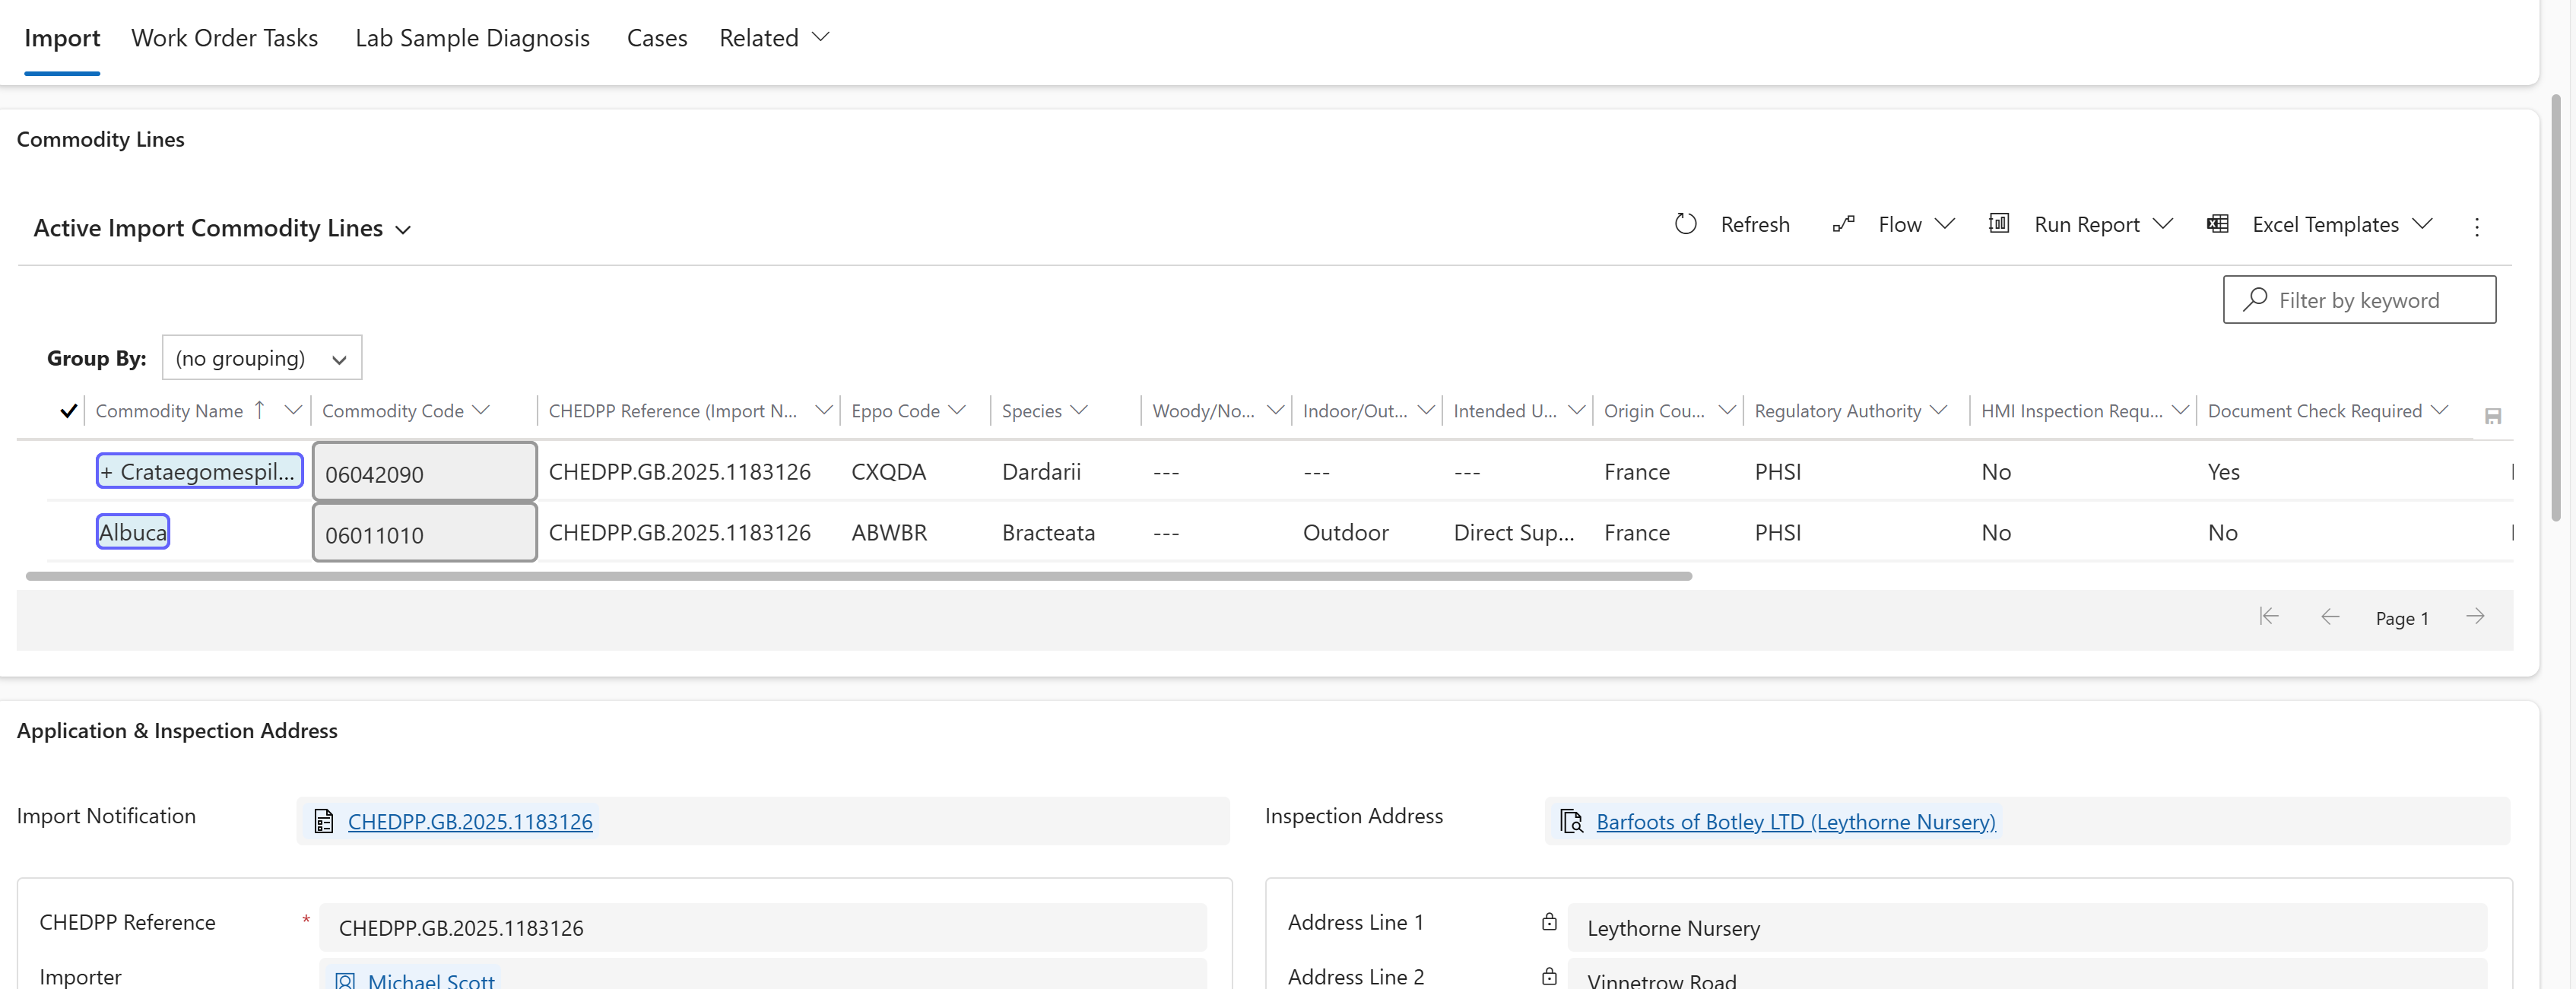 Import Work Order Tasks Lab Sample Diagnosis Cases Related
Commodity Lines
Active Import Commodity Lines Refresh Flow Run Report Excel Templates
Filter by keyword
Group By: (no grouping)
Commodity Name Commodity Code CHEDPP Reference (Import N... Eppo Code Species Woody/No... Indoor/Out... Intended U... Origin Cou... Regulatory Authority HMI Inspection Requ... Document Check Required
+ Crataegomespil... 06042090 CHEDPP.GB.2025.1183126 CXQDA Dardarii --- --- --- France PHSI No Yes
Albuca 06011010 CHEDPP.GB.2025.1183126 ABWBR Bracteata --- Outdoor Direct Sup... France PHSI No No
Page 1
Application & Inspection Address
Import Notification CHEDPP.GB.2025.1183126 Inspection Address Barfoots of Botley LTD (Leythorne Nursery)
CHEDPP Reference * CHEDPP.GB.2025.1183126 Address Line 1 Leythorne Nursery
Importer Michael Scott Address Line 2 Vinnetrow Road